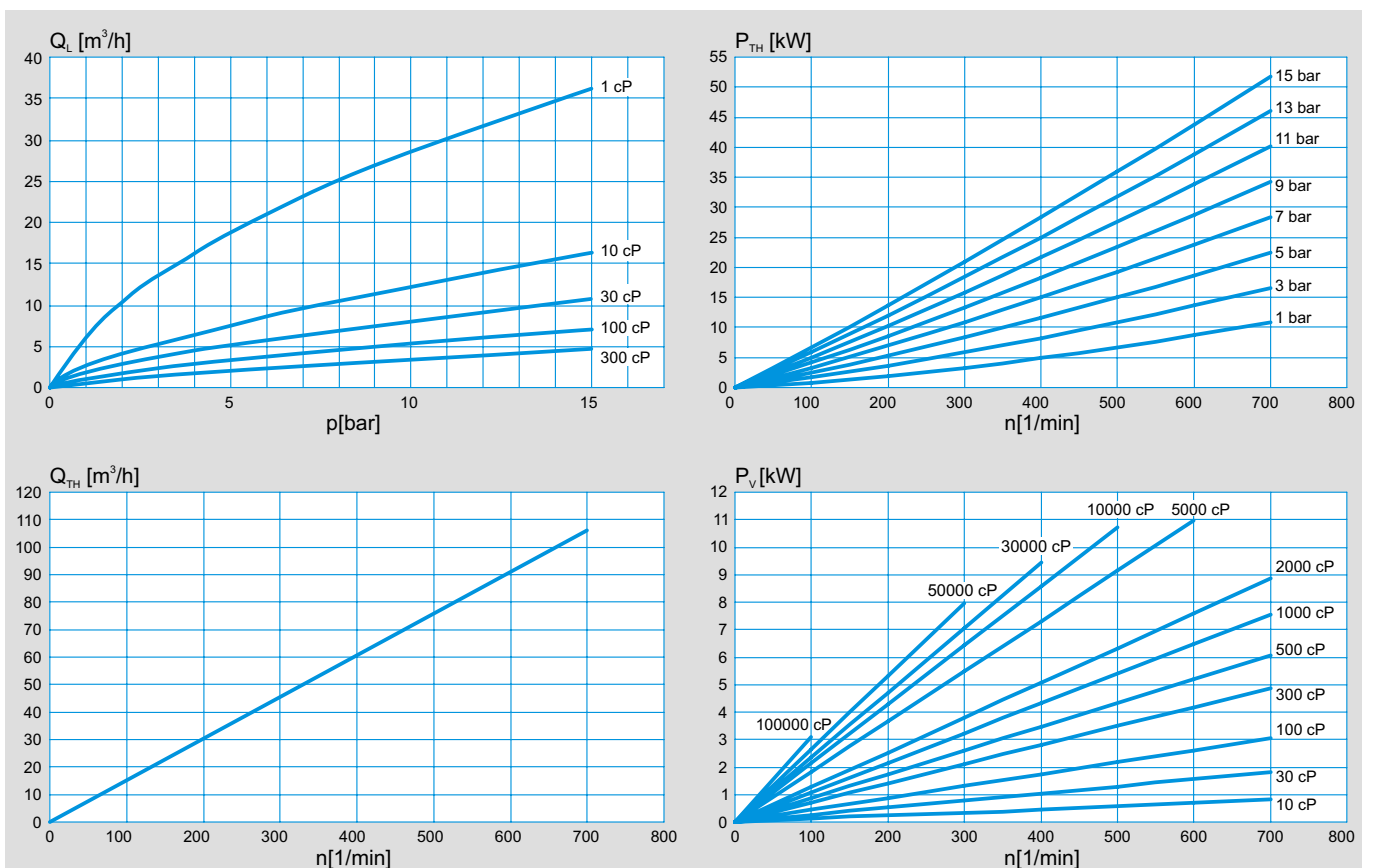 Q_L [m³/h]
40
35
30
25
20
15
10
5
0
1 cP
10 cP
30 cP
100 cP
300 cP
0 5 10 15
p[bar]
P_TH [kW]
55
50
45
40
35
30
25
20
15
10
5
0
15 bar
13 bar
11 bar
9 bar
7 bar
5 bar
3 bar
1 bar
0 100 200 300 400 500 600 700 800
n[1/min]
Q_TH [m³/h]
120
110
100
90
80
70
60
50
40
30
20
10
0
0 100 200 300 400 500 600 700 800
n[1/min]
P_V [kW]
12
11
10
9
8
7
6
5
4
3
2
1
0
10000 cP 5000 cP
30000 cP
50000 cP
100000 cP
2000 cP
1000 cP
500 cP
300 cP
100 cP
30 cP
10 cP
0 100 200 300 400 500 600 700 800
n[1/min]